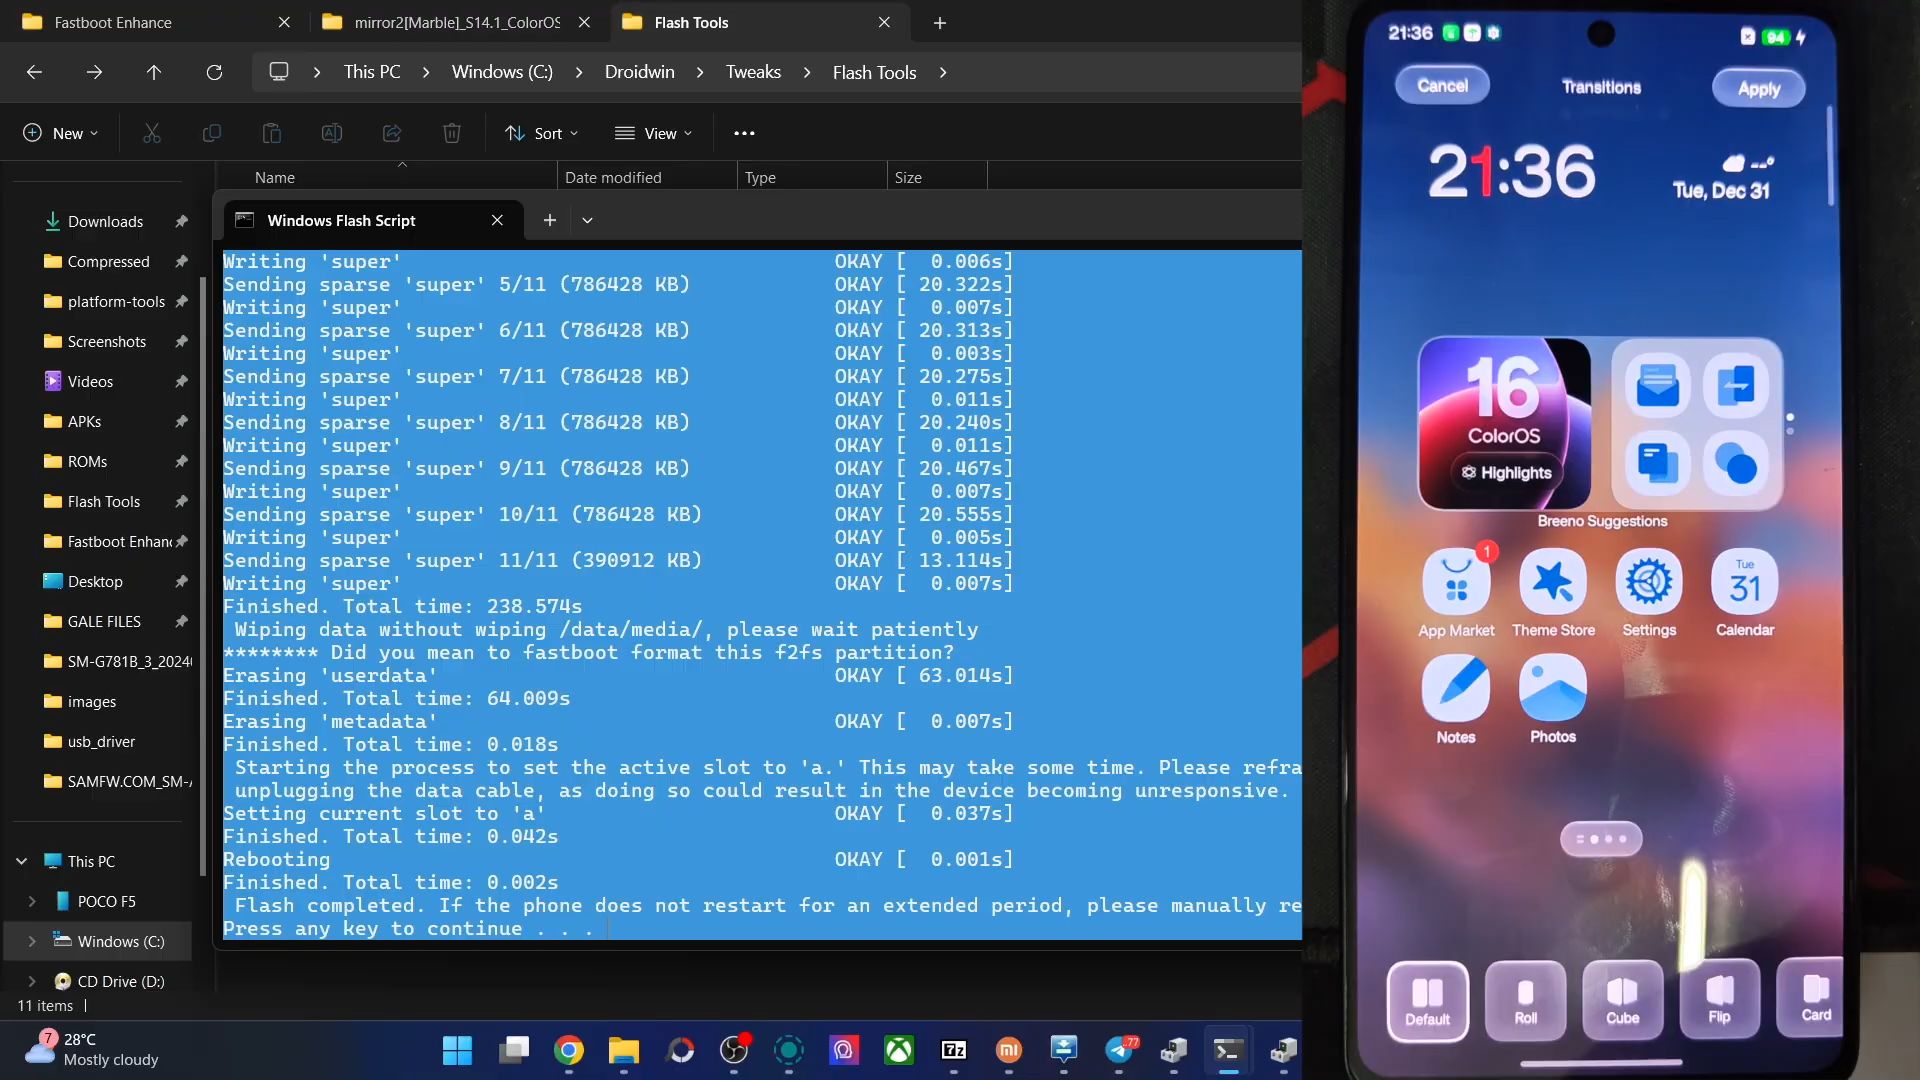 Fastboot Enhance
mirror2[Marble]_S14.1_ColorOS
Flash Tools
This PC
Windows (C:)
Droidwin
Tweaks
Flash Tools
New
Sort
View
Name
Date modified
Type
Size
Downloads
Compressed
platform-tools
Screenshots
Videos
APKs
ROMs
Flash Tools
Fastboot Enhanc
Desktop
GALE FILES
SM-G781B_3_2024
images
usb_driver
SAMFW.COM_SM-
This PC
POCO F5
Windows (C:)
CD Drive (D:)
11 items
Windows Flash Script
Writing 'super' OKAY [ 0.006s]
Sending sparse 'super' 5/11 (786428 KB) OKAY [ 20.322s]
Writing 'super' OKAY [ 0.007s]
Sending sparse 'super' 6/11 (786428 KB) OKAY [ 20.313s]
Writing 'super' OKAY [ 0.003s]
Sending sparse 'super' 7/11 (786428 KB) OKAY [ 20.275s]
Writing 'super' OKAY [ 0.011s]
Sending sparse 'super' 8/11 (786428 KB) OKAY [ 20.240s]
Writing 'super' OKAY [ 0.011s]
Sending sparse 'super' 9/11 (786428 KB) OKAY [ 20.467s]
Writing 'super' OKAY [ 0.007s]
Sending sparse 'super' 10/11 (786428 KB) OKAY [ 20.555s]
Writing 'super' OKAY [ 0.005s]
Sending sparse 'super' 11/11 (390912 KB) OKAY [ 13.114s]
Writing 'super' OKAY [ 0.007s]
Finished. Total time: 238.574s
Wiping data without wiping /data/media/, please wait patiently
******** Did you mean to fastboot format this f2fs partition?
Erasing 'userdata' OKAY [ 63.014s]
Finished. Total time: 64.009s
Erasing 'metadata' OKAY [ 0.007s]
Finished. Total time: 0.018s
Starting the process to set the active slot to 'a.' This may take some time. Please refra
unplugging the data cable, as doing so could result in the device becoming unresponsive.
Setting current slot to 'a' OKAY [ 0.037s]
Finished. Total time: 0.042s
Rebooting OKAY [ 0.001s]
Finished. Total time: 0.002s
Flash completed. If the phone does not restart for an extended period, please manually re
Press any key to continue . . .
7
28°C
Mostly cloudy
7z
mi
77
21:36
94
Cancel
Transitions
Apply
21:36
Tue, Dec 31
16
ColorOS
Highlights
Breeno Suggestions
1
Tue
31
App Market
Theme Store
Settings
Calendar
Notes
Photos
Default
Roll
Cube
Flip
Card